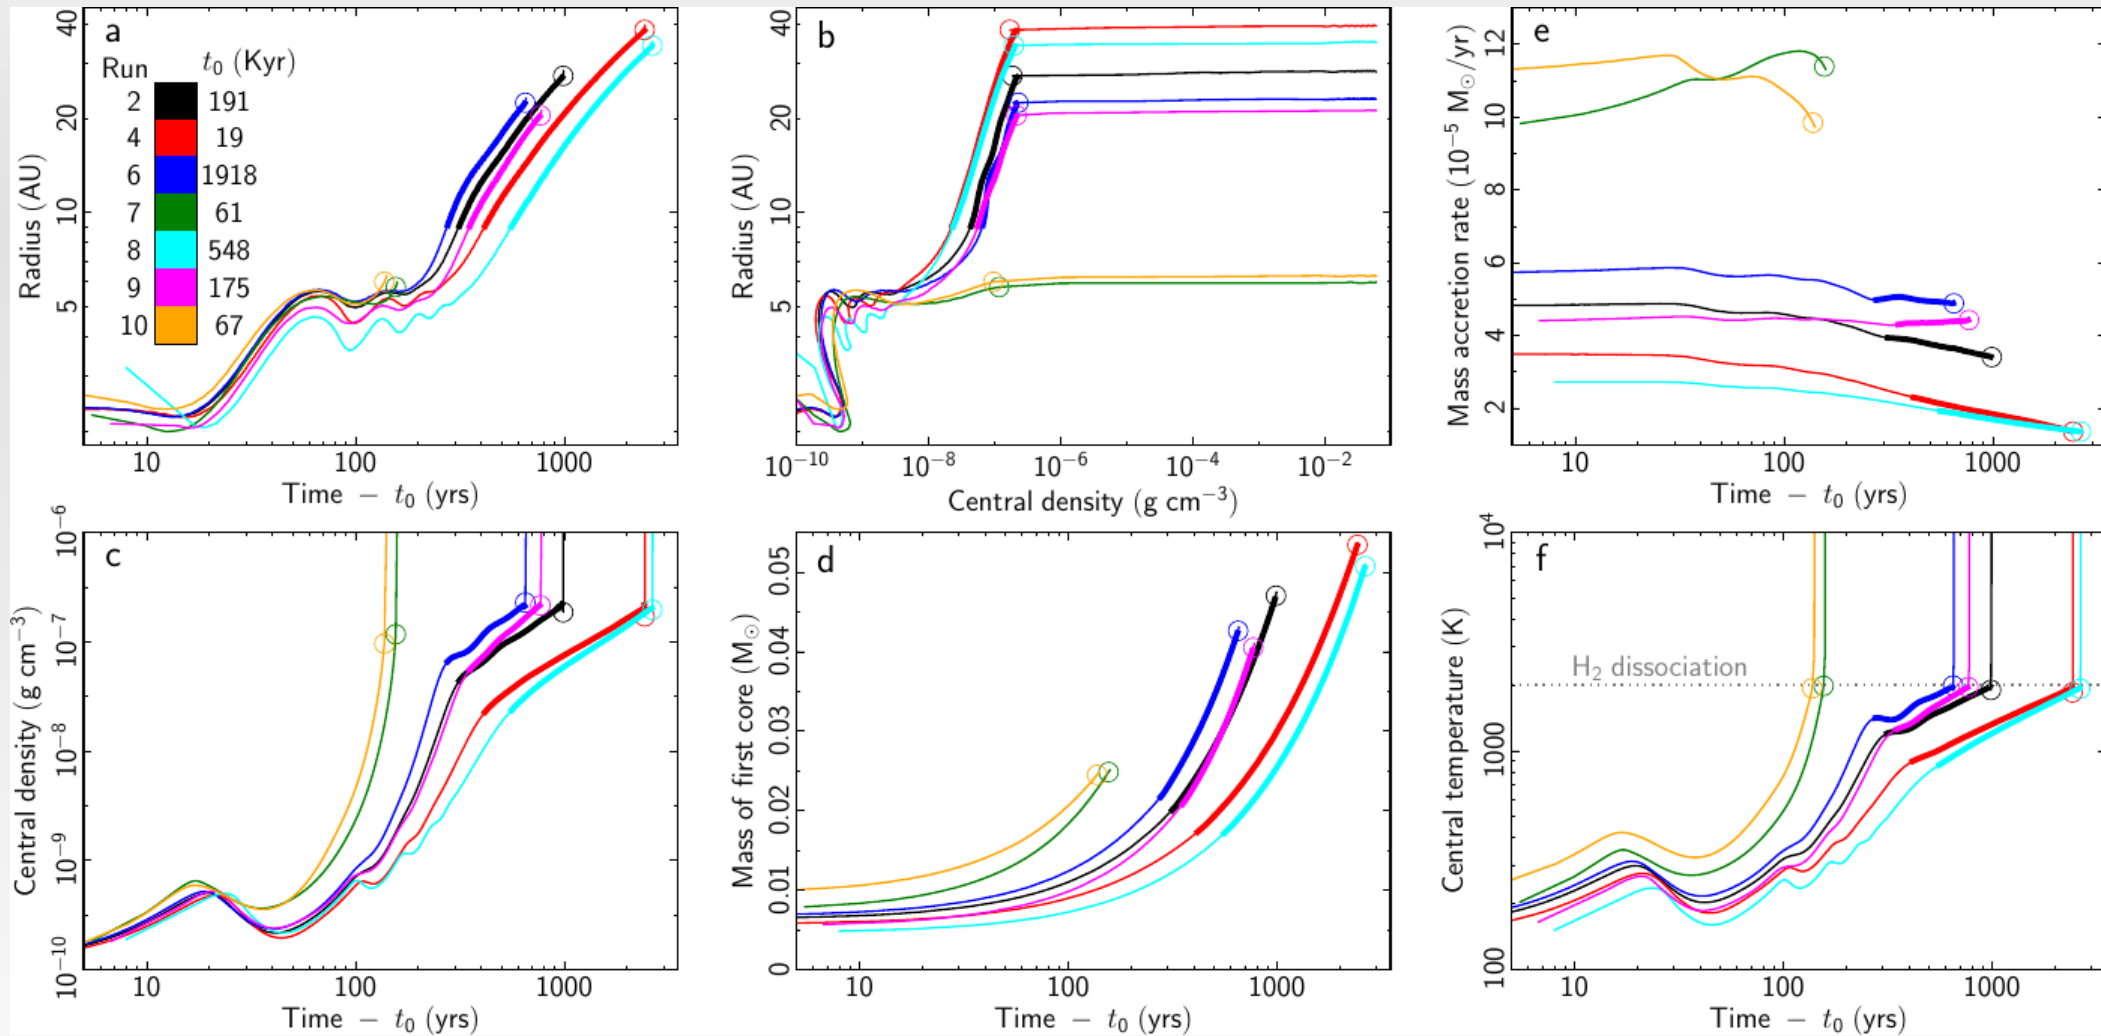 a
Run t₀ (Kyr)
2 191
4 19
6 1918
7 61
8 548
9 175
10 67
40
20
10
5
Radius (AU)
10 100 1000
Time − t₀ (yrs)
b
40
20
10
5
Radius (AU)
10⁻¹⁰ 10⁻⁸ 10⁻⁶ 10⁻⁴ 10⁻²
Central density (g cm⁻³)
e
12
10
8
6
4
2
Mass accretion rate (10⁻⁵ M☉/yr)
10 100 1000
Time − t₀ (yrs)
c
10⁻⁶
10⁻⁷
10⁻⁸
10⁻⁹
10⁻¹⁰
Central density (g cm⁻³)
10 100 1000
Time − t₀ (yrs)
d
0.05
0.04
0.03
0.02
0.01
0
Mass of first core (M☉)
10 100 1000
Time − t₀ (yrs)
f
10⁴
1000
100
Central temperature (K)
H₂ dissociation
10 100 1000
Time − t₀ (yrs)